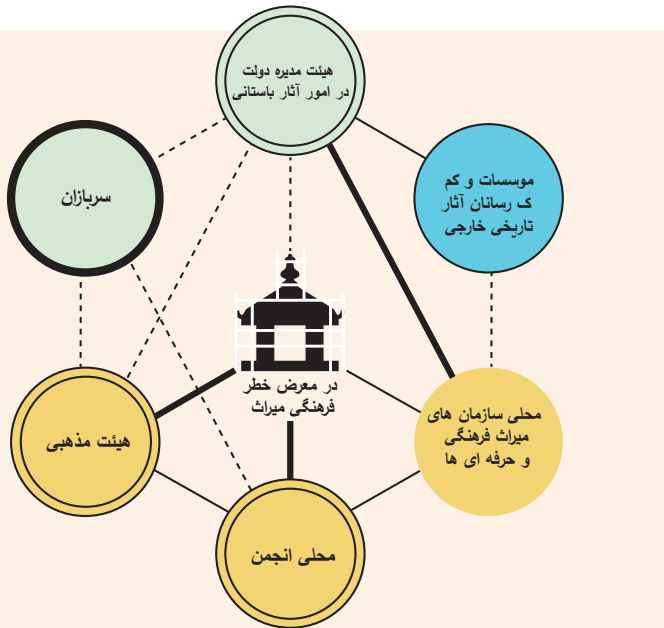 هیئت مدیره دولت
در امور آثار باستانی
موسسات و کم
ک رسانان آثار
تاریخی خارجی
سربازان
در معرض خطر
فرهنگی میراث
محلی سازمان های
میراث فرهنگی
و حرفه ای ها
هیئت مذهبی
محلی انجمن